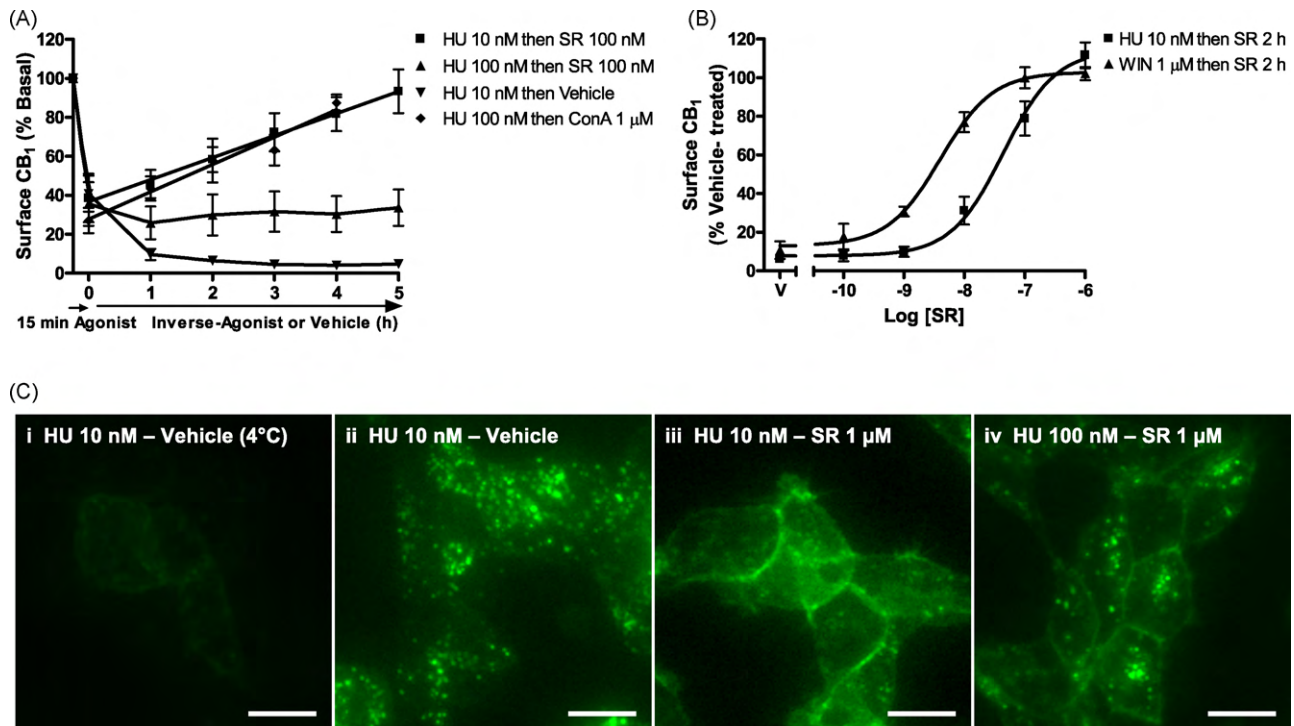 (A)
Surface CB1 (% Basal)
120
100
80
60
40
20
0
0 1 2 3 4 5
15 min Agonist Inverse-Agonist or Vehicle (h)
HU 10 nM then SR 100 nM
HU 100 nM then SR 100 nM
HU 10 nM then Vehicle
HU 100 nM then ConA 1 μM
(B)
Surface CB1
(% Vehicle- treated)
120
100
80
60
40
20
0
V -10 -9 -8 -7 -6
Log [SR]
HU 10 nM then SR 2 h
WIN 1 μM then SR 2 h
(C)
i HU 10 nM – Vehicle (4°C)
ii HU 10 nM – Vehicle
iii HU 10 nM – SR 1 μM
iv HU 100 nM – SR 1 μM